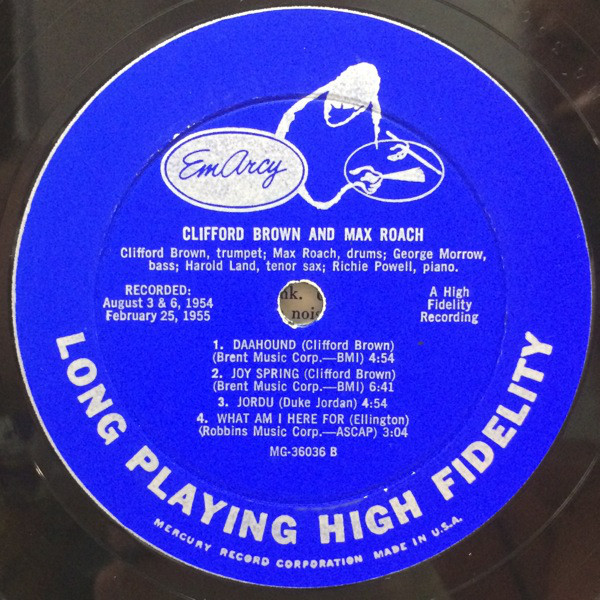 EmArcy
CLIFFORD BROWN AND MAX ROACH
Clifford Brown, trumpet; Max Roach, drums; George Morrow,
bass; Harold Land, tenor sax; Richie Powell, piano.
RECORDED:
August 3 & 6, 1954
February 25, 1955
A High
Fidelity
Recording
1. DAAHOUND (Clifford Brown)
(Brent Music Corp.—BMI) 4:54
2. JOY SPRING (Clifford Brown)
(Brent Music Corp.—BMI) 6:41
3. JORDU (Duke Jordan) 4:54
4. WHAT AM I HERE FOR (Ellington)
(Robbins Music Corp.—ASCAP) 3:04
MG-36036 B
LONG PLAYING HIGH FIDELITY
MERCURY RECORD CORPORATION MADE IN U.S.A.